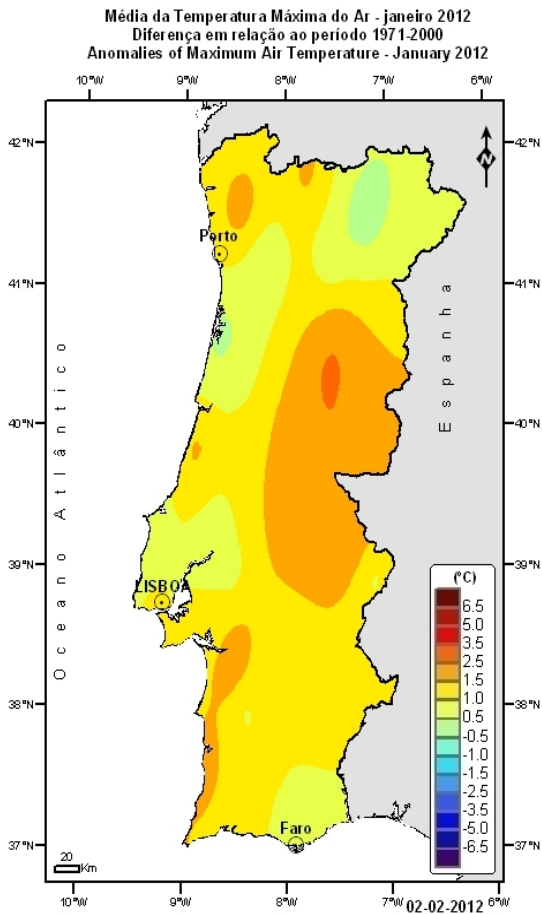 Média da Temperatura Máxima do Ar - janeiro 2012
Diferença em relação ao período 1971-2000
Anomalies of Maximum Air Temperature - January 2012
10°W 9°W 8°W 7°W 6°W
42°N 42°N
N
Porto
41°N 41°N
Espanha
40°N 40°N
Oceano Atlántico
39°N 39°N
LISBOA
(°C)
6.5
5.0
3.5
2.5
1.5
1.0
0.5
-0.5
-1.0
-1.5
-2.5
-3.5
-5.0
-6.5
38°N 38°N
Faro
37°N 37°N
20
Km
10°W 9°W 8°W 7°W 6°W
02-02-2012